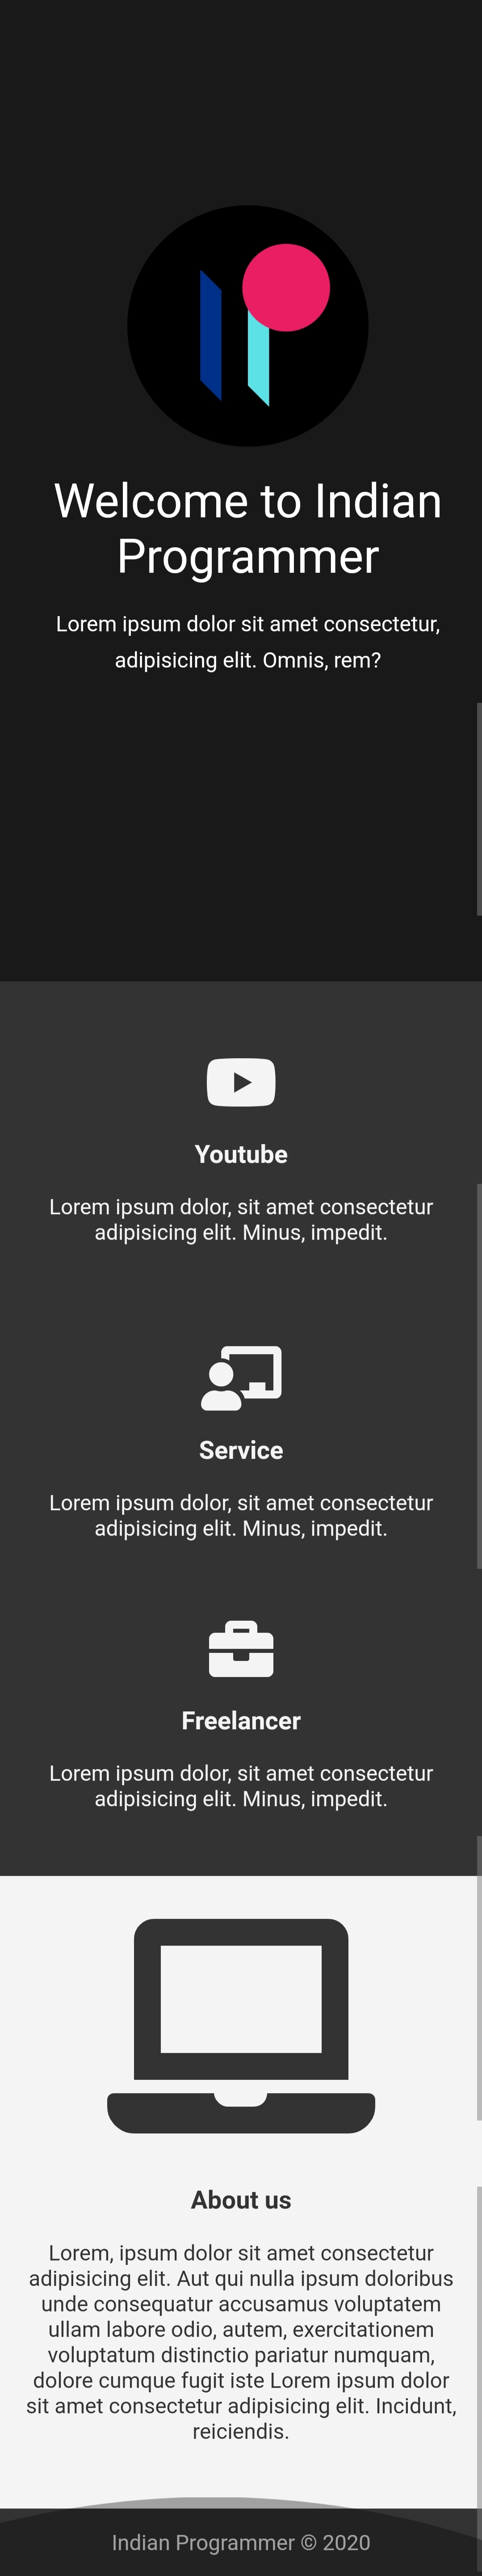 Welcome to Indian
Programmer
Lorem ipsum dolor sit amet consectetur,
adipisicing elit. Omnis, rem?
Youtube
Lorem ipsum dolor, sit amet consectetur
adipisicing elit. Minus, impedit.
Service
Lorem ipsum dolor, sit amet consectetur
adipisicing elit. Minus, impedit.
Freelancer
Lorem ipsum dolor, sit amet consectetur
adipisicing elit. Minus, impedit.
About us
Lorem, ipsum dolor sit amet consectetur
adipisicing elit. Aut qui nulla ipsum doloribus
unde consequatur accusamus voluptatem
ullam labore odio, autem, exercitationem
voluptatum distinctio pariatur numquam,
dolore cumque fugit iste Lorem ipsum dolor
sit amet consectetur adipisicing elit. Incidunt,
reiciendis.
Indian Programmer © 2020